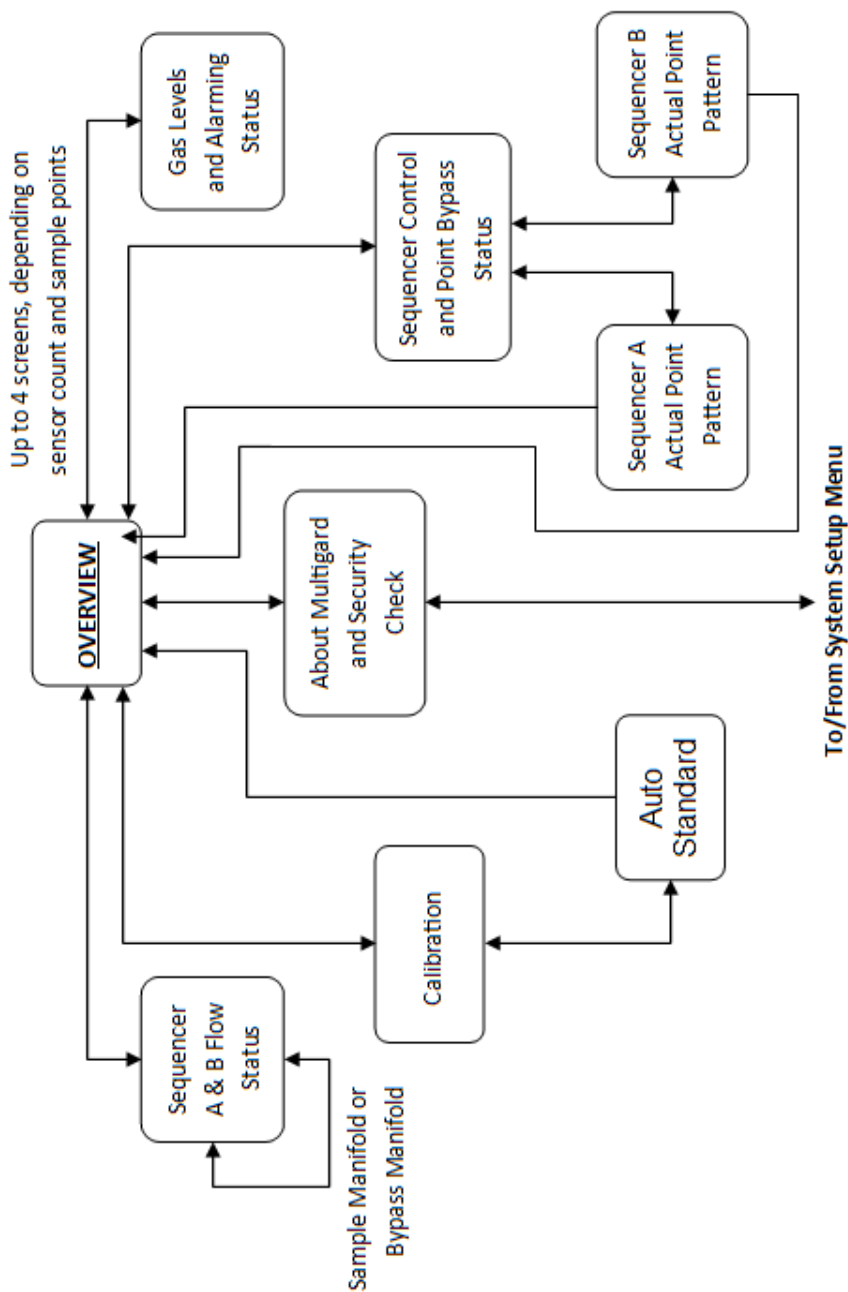 Up to 4 screens, depending on
sensor count and sample points
OVERVIEW
Gas Levels
and Alarming
Status
Sequencer
A & B Flow
Status
Sample Manifold or
Bypass Manifold
Calibration
About Multigard
and Security
Check
Sequencer Control
and Point Bypass
Status
Auto
Standard
Sequencer A
Actual Point
Pattern
Sequencer B
Actual Point
Pattern
To/From System Setup Menu